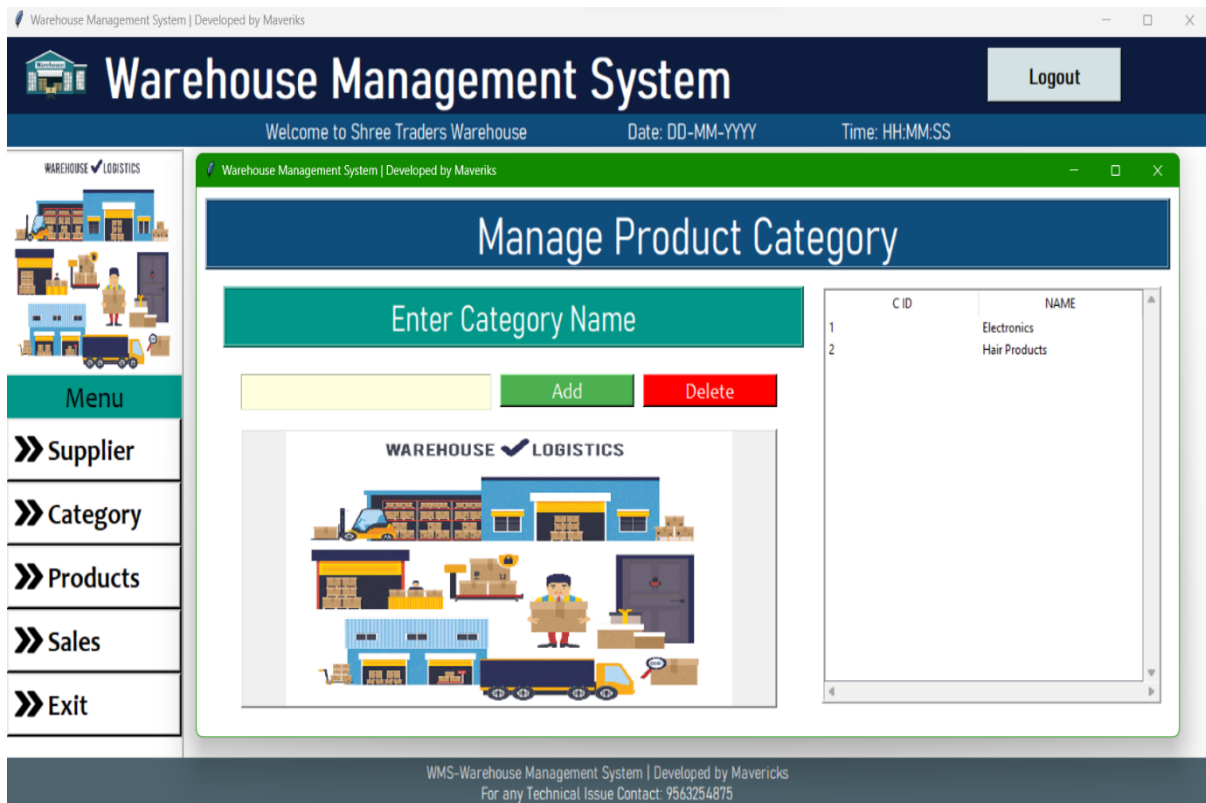 Warehouse Management System | Developed by Maveriks
Warehouse
Warehouse Management System
Logout
Welcome to Shree Traders Warehouse Date: DD-MM-YYYY Time: HH:MM:SS
WAREHOUSE LOGISTICS
Menu
Supplier
Category
Products
Sales
Exit
Warehouse Management System | Developed by Maveriks
Manage Product Category
Enter Category Name
Add Delete
WAREHOUSE LOGISTICS
C ID NAME
1 Electronics
2 Hair Products
WMS-Warehouse Management System | Developed by Mavericks
For any Technical Issue Contact: 9563254875